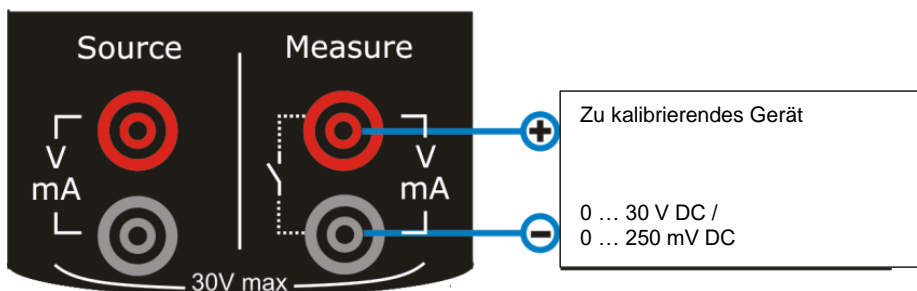 Source
Measure
V
mA
V
mA
30V max
+
Zu kalibrierendes Gerät
0 … 30 V DC /
0 … 250 mV DC
−